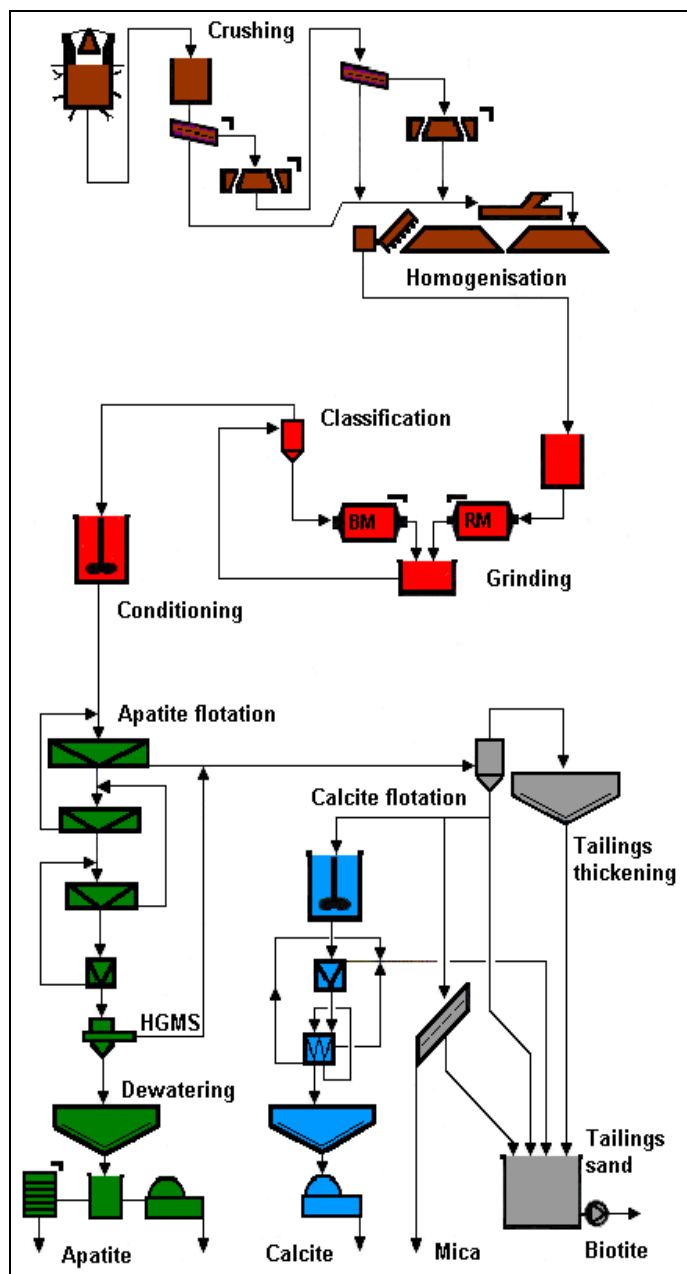 Crushing
Homogenisation
Classification
BM
RM
Grinding
Conditioning
Apatite flotation
Calcite flotation
Tailings
thickening
HGMS
Dewatering
Tailings
sand
Apatite
Calcite
Mica
Biotite